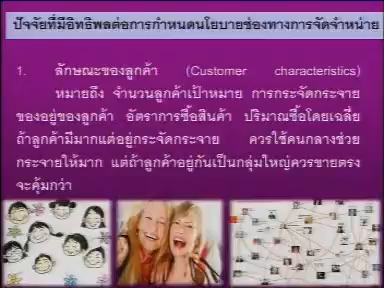 ปัจจัยที่มีอิทธิพลต่อการกำหนดนโยบายช่องทางการจัดจำหน่าย
1. ลักษณะของลูกค้า (Customer characteristics)
หมายถึง จำนวนลูกค้าเป้าหมาย การกระจัดกระจาย
ของอยู่ของลูกค้า อัตราการซื้อสินค้า ปริมาณซื้อโดยเฉลี่ย
ถ้าลูกค้ามีมากแต่อยู่กระจัดกระจาย ควรใช้คนกลางช่วย
กระจายให้มาก แต่ถ้าลูกค้าอยู่กันเป็นกลุ่มใหญ่ควรขายตรง
จะคุ้มกว่า